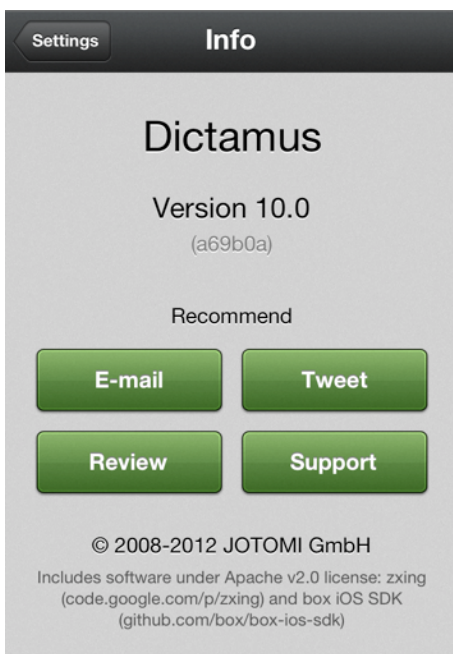 Settings
Info
Dictamus
Version 10.0
(a69b0a)
Recommend
E-mail
Tweet
Review
Support
© 2008-2012 JOTOMI GmbH
Includes software under Apache v2.0 license: zxing
(code.google.com/p/zxing) and box iOS SDK
(github.com/box/box-ios-sdk)